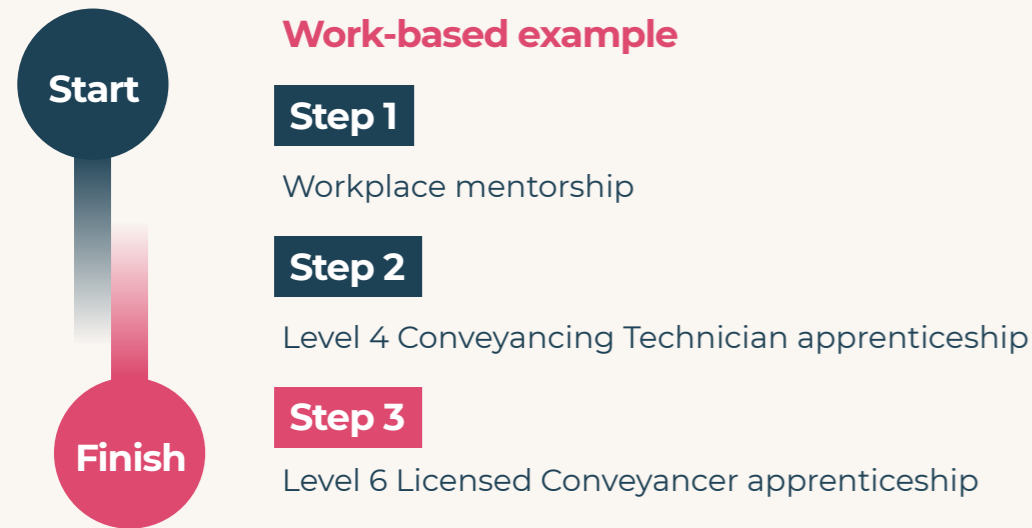 Start
Work-based example
Step 1
Workplace mentorship
Step 2
Level 4 Conveyancing Technician apprenticeship
Step 3
Finish
Level 6 Licensed Conveyancer apprenticeship